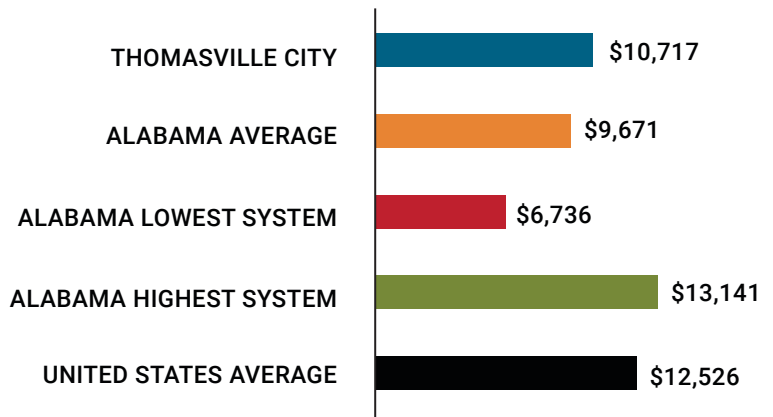 THOMASVILLE CITY $10,717
ALABAMA AVERAGE $9,671
ALABAMA LOWEST SYSTEM $6,736
ALABAMA HIGHEST SYSTEM $13,141
UNITED STATES AVERAGE $12,526